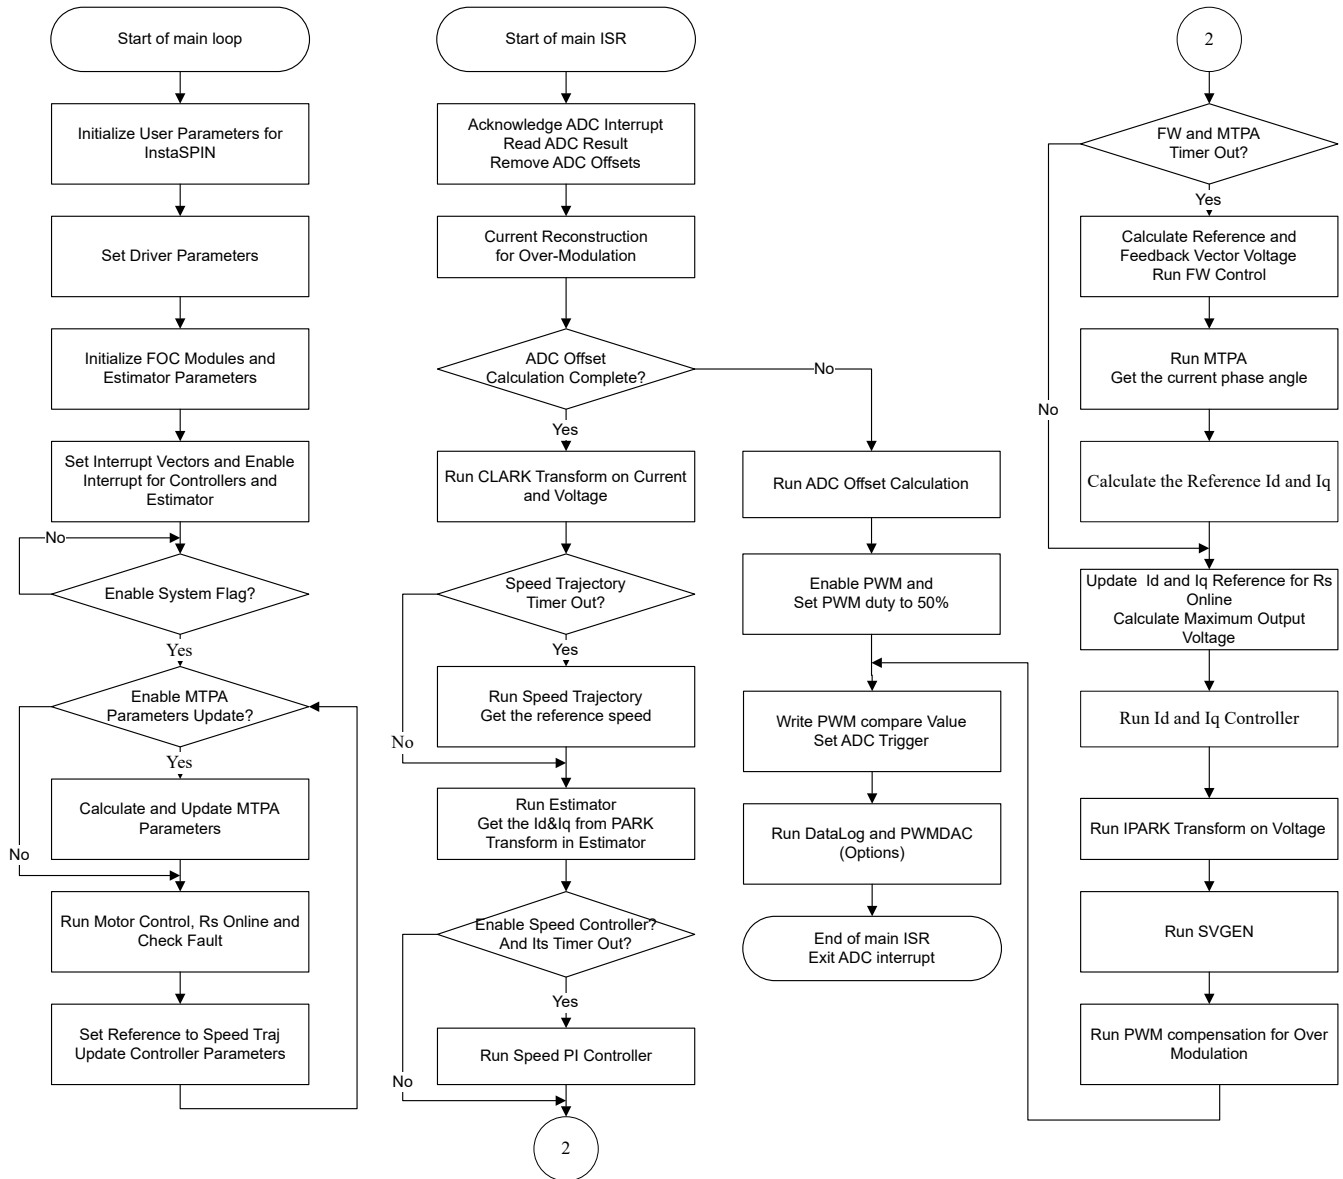 Start of main loop
Initialize User Parameters for
InstaSPIN
Set Driver Parameters
Initialize FOC Modules and
Estimator Parameters
Set Interrupt Vectors and Enable
Interrupt for Controllers and
Estimator
No
Enable System Flag?
Yes
Enable MTPA
Parameters Update?
Yes
Calculate and Update MTPA
Parameters
No
Run Motor Control, Rs Online and
Check Fault
Set Reference to Speed Traj
Update Controller Parameters
Start of main ISR
Acknowledge ADC Interrupt
Read ADC Result
Remove ADC Offsets
Current Reconstruction
for Over-Modulation
ADC Offset
Calculation Complete?
No
Yes
Run CLARK Transform on Current
and Voltage
Speed Trajectory
Timer Out?
Yes
Run Speed Trajectory
Get the reference speed
No
Run Estimator
Get the Id&Iq from PARK
Transform in Estimator
Enable Speed Controller?
And Its Timer Out?
Yes
Run Speed PI Controller
No
2
Run ADC Offset Calculation
Enable PWM and
Set PWM duty to 50%
Write PWM compare Value
Set ADC Trigger
Run DataLog and PWMDAC
(Options)
End of main ISR
Exit ADC interrupt
2
FW and MTPA
Timer Out?
Yes
Calculate Reference and
Feedback Vector Voltage
Run FW Control
Run MTPA
Get the current phase angle
No
Calculate the Reference Id and Iq
Update  Id and Iq Reference for Rs
Online
Calculate Maximum Output
Voltage
Run Id and Iq Controller
Run IPARK Transform on Voltage
Run SVGEN
Run PWM compensation for Over
Modulation